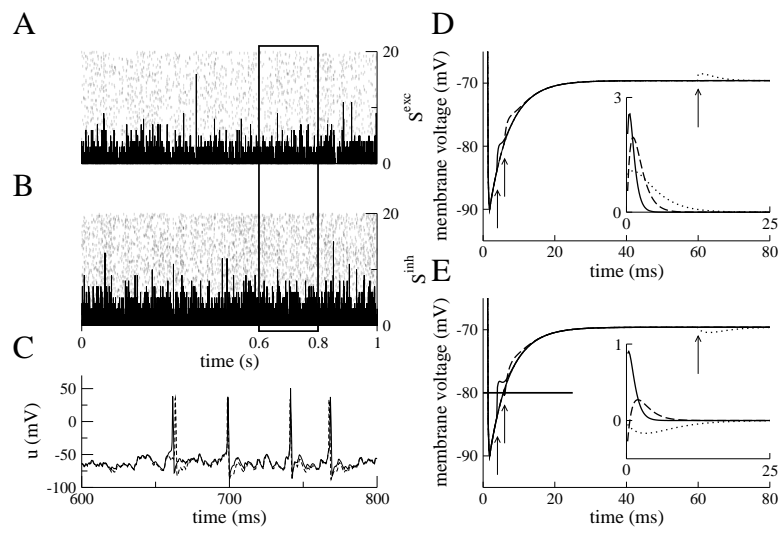 A
20
S^exc
0
B
20
S^inh
0
0
0.6
0.8
1
time (s)
C
50
0
-50
-100
u (mV)
600
700
800
time (ms)
D
-70
-80
-90
membrane voltage (mV)
3
0
0
25
0
20
40
60
80
time (ms)
E
-70
-80
-90
membrane voltage (mV)
1
0
0
25
0
20
40
60
80
time (ms)